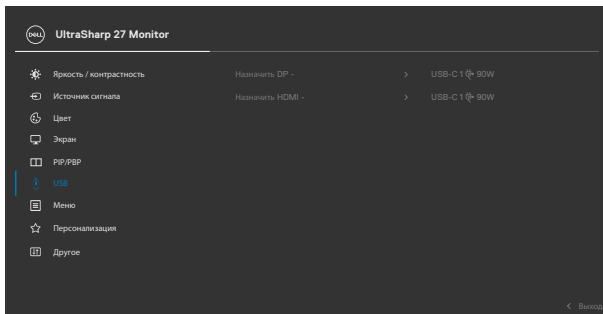 DELL UltraSharp 27 Monitor
Яркость / контрастность
Назначить DP - > USB-C 1 90W
Источник сигнала
Назначить HDMI - > USB-C 1 90W
Цвет
Экран
PIP/PBP
USB
Меню
Персонализация
Другое
< Выход